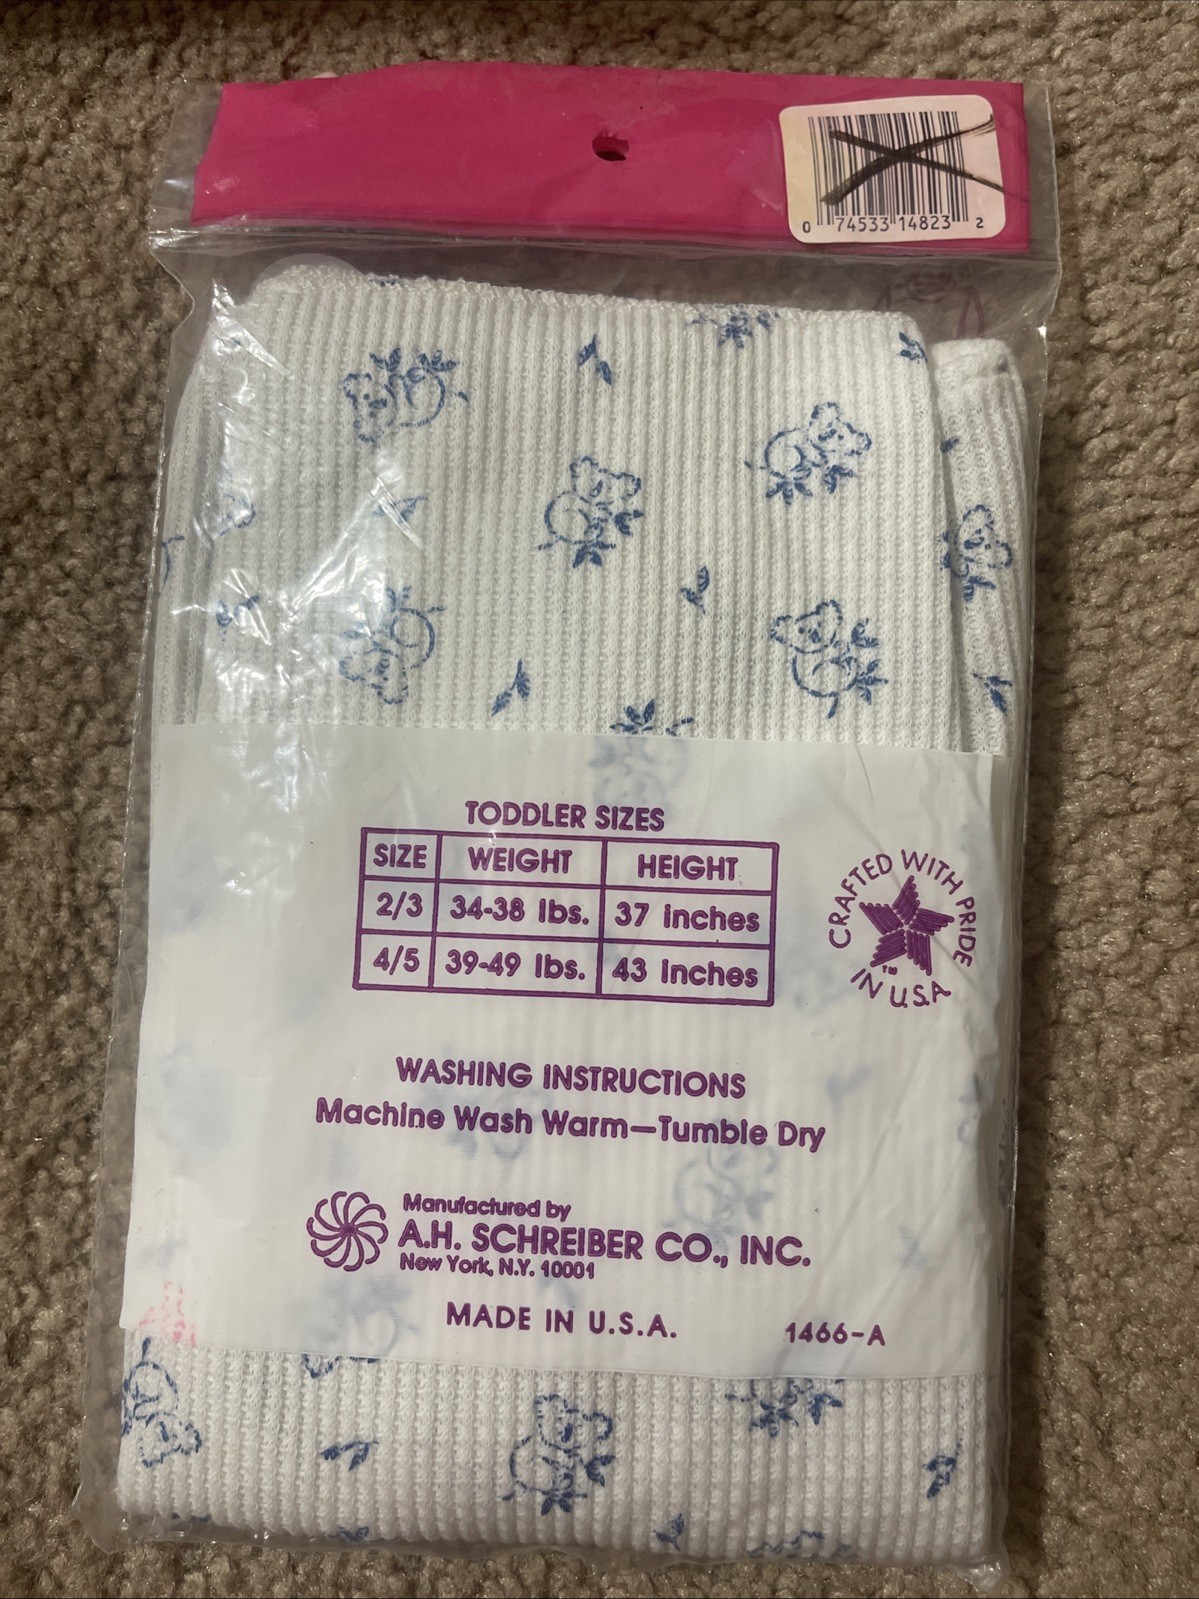 0 74533 14823 2
TODDLER SIZES
SIZE WEIGHT HEIGHT
2/3 34-38 lbs. 37 inches
4/5 39-49 lbs. 43 inches
CRAFTED WITH PRIDE
IN U.S.A
™
WASHING INSTRUCTIONS
Machine Wash Warm—Tumble Dry
Manufactured by
A.H. SCHREIBER CO., INC.
New York, N.Y. 10001
MADE IN U.S.A.
1466-A